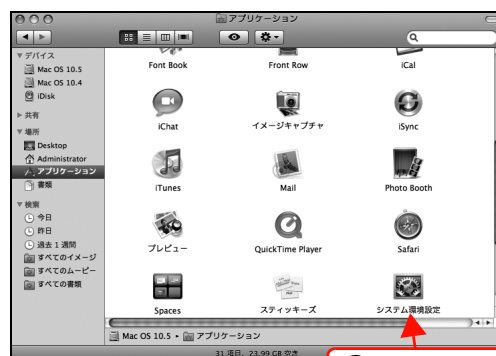 アプリケーション
▼デバイス
Mac OS 10.5
Mac OS 10.4
iDisk
▶共有
▼場所
Desktop
Administrator
アプリケーション
書類
▼検索
今日
昨日
過去 1 週間
すべてのイメージ
すべてのムービー
すべての書類
Font Book
Front Row
iCal
iChat
イメージキャプチャ
iSync
iTunes
Mail
Photo Booth
プレビュー
QuickTime Player
Safari
Spaces
スティッキーズ
システム環境設定
Mac OS 10.5 ▸ アプリケーション
31 項目、23.99 GB 空き